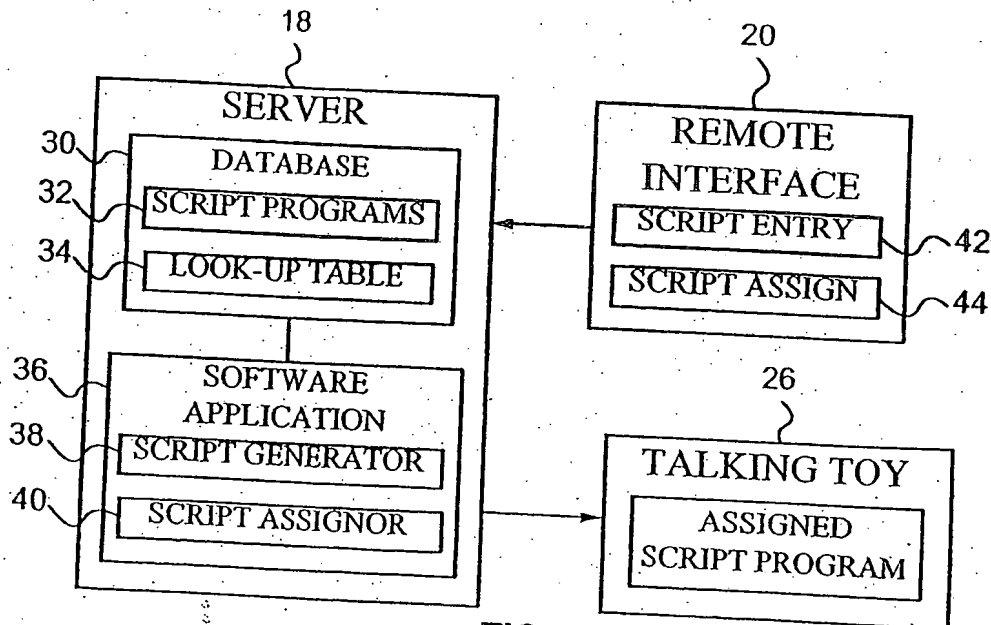 18
SERVER
30
DATABASE
32
SCRIPT PROGRAMS
34
LOOK-UP TABLE
36
SOFTWARE
APPLICATION
38
SCRIPT GENERATOR
40
SCRIPT ASSIGNOR
20
REMOTE
INTERFACE
SCRIPT ENTRY
42
SCRIPT ASSIGN
44
26
TALKING TOY
ASSIGNED
SCRIPT PROGRAM